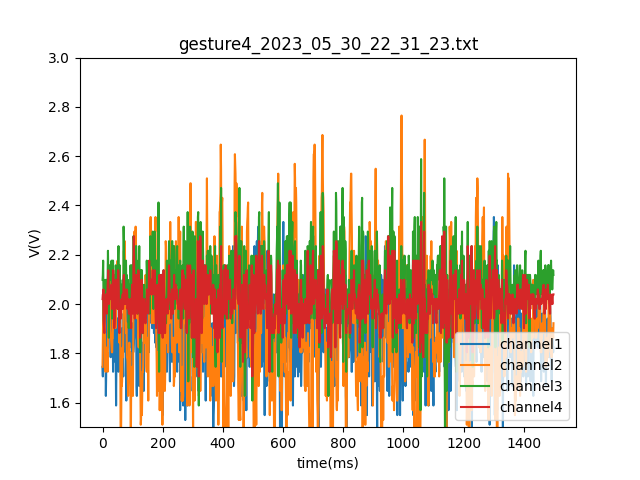 gesture4_2023_05_30_22_31_23.txt
3.0
2.8
2.6
2.4
2.2
2.0
1.8
1.6
V(V)
channel1
channel2
channel3
channel4
0 200 400 600 800 1000 1200 1400
time(ms)